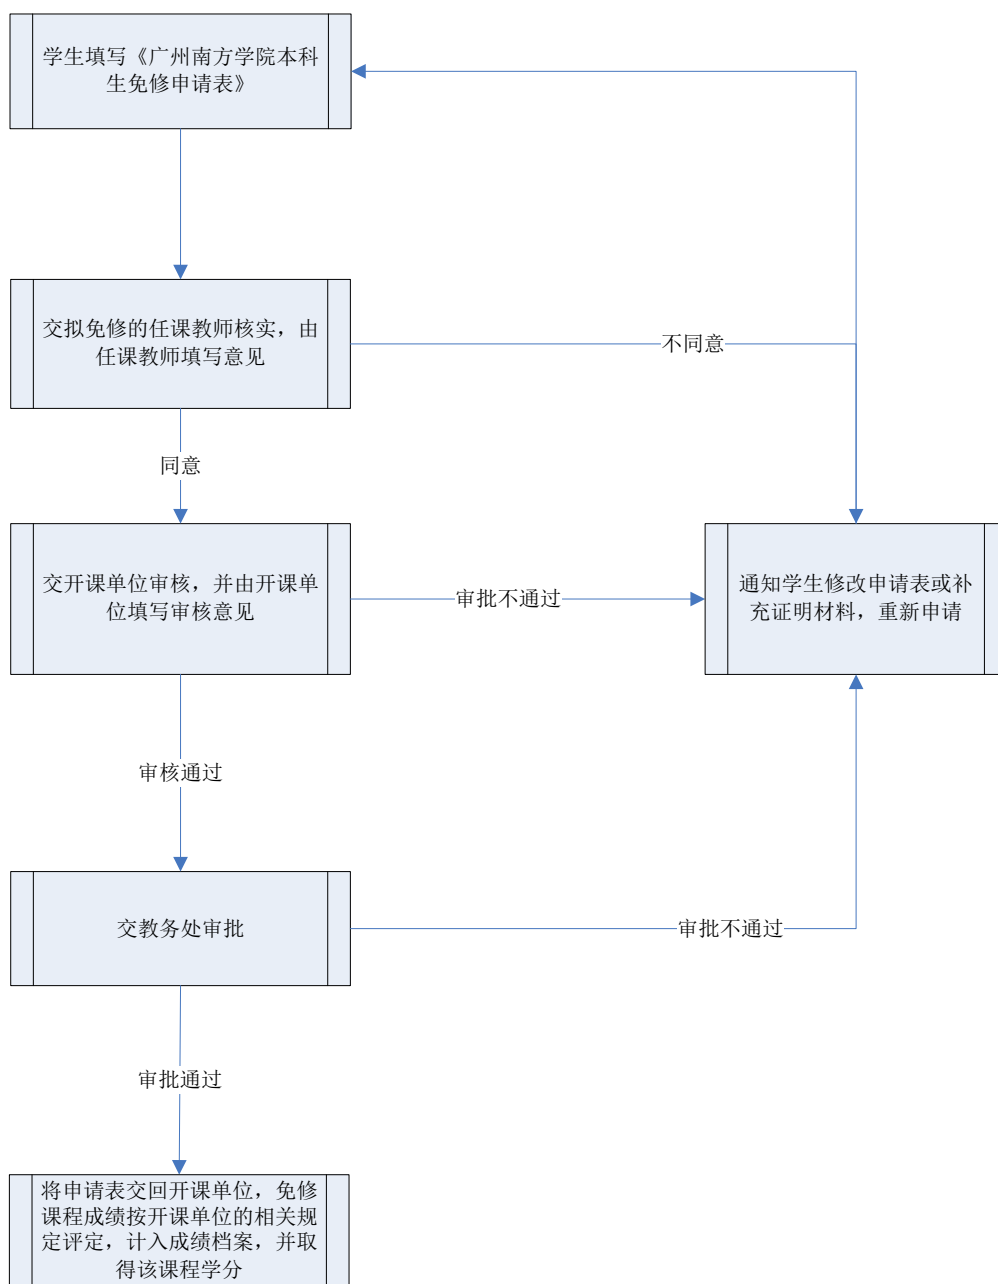 学生填写《广州南方学院本科
生免修申请表》
交拟免修的任课教师核实，由
任课教师填写意见
不同意
同意
交开课单位审核，并由开课单
位填写审核意见
审批不通过
通知学生修改申请表或补
充证明材料，重新申请
审核通过
交教务处审批
审批不通过
审批通过
将申请表交回开课单位，免修
课程成绩按开课单位的相关规
定评定，计入成绩档案，并取
得该课程学分